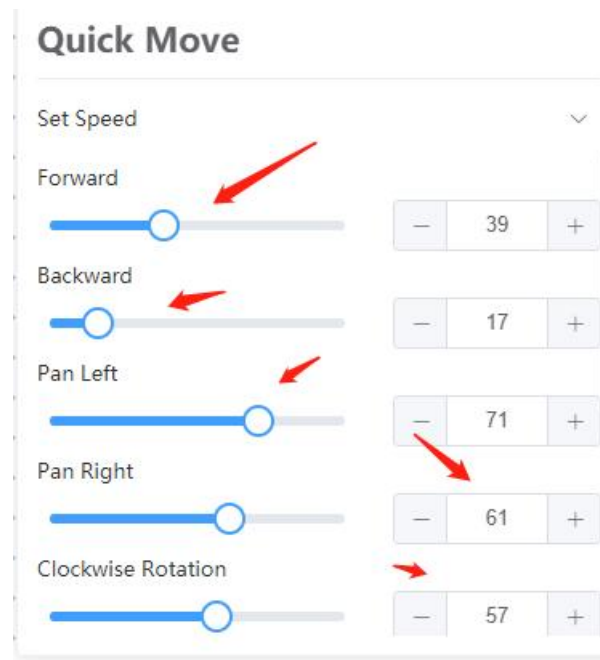 Quick Move
Set Speed
Forward
— 39 +
Backward
— 17 +
Pan Left
— 71 +
Pan Right
— 61 +
Clockwise Rotation
— 57 +